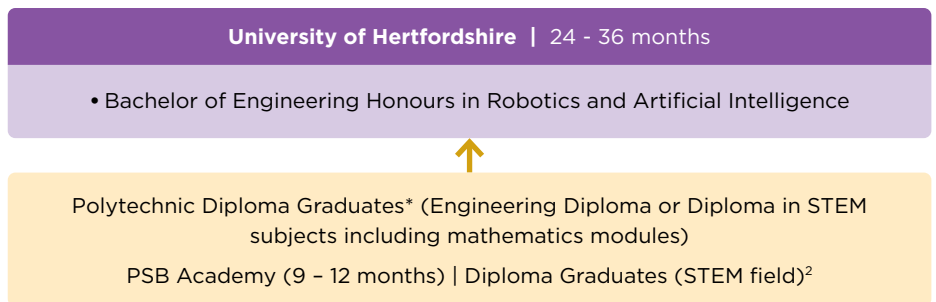 University of Hertfordshire | 24 - 36 months
• Bachelor of Engineering Honours in Robotics and Artificial Intelligence
Polytechnic Diploma Graduates* (Engineering Diploma or Diploma in STEM
subjects including mathematics modules)
PSB Academy (9 – 12 months) | Diploma Graduates (STEM field)²